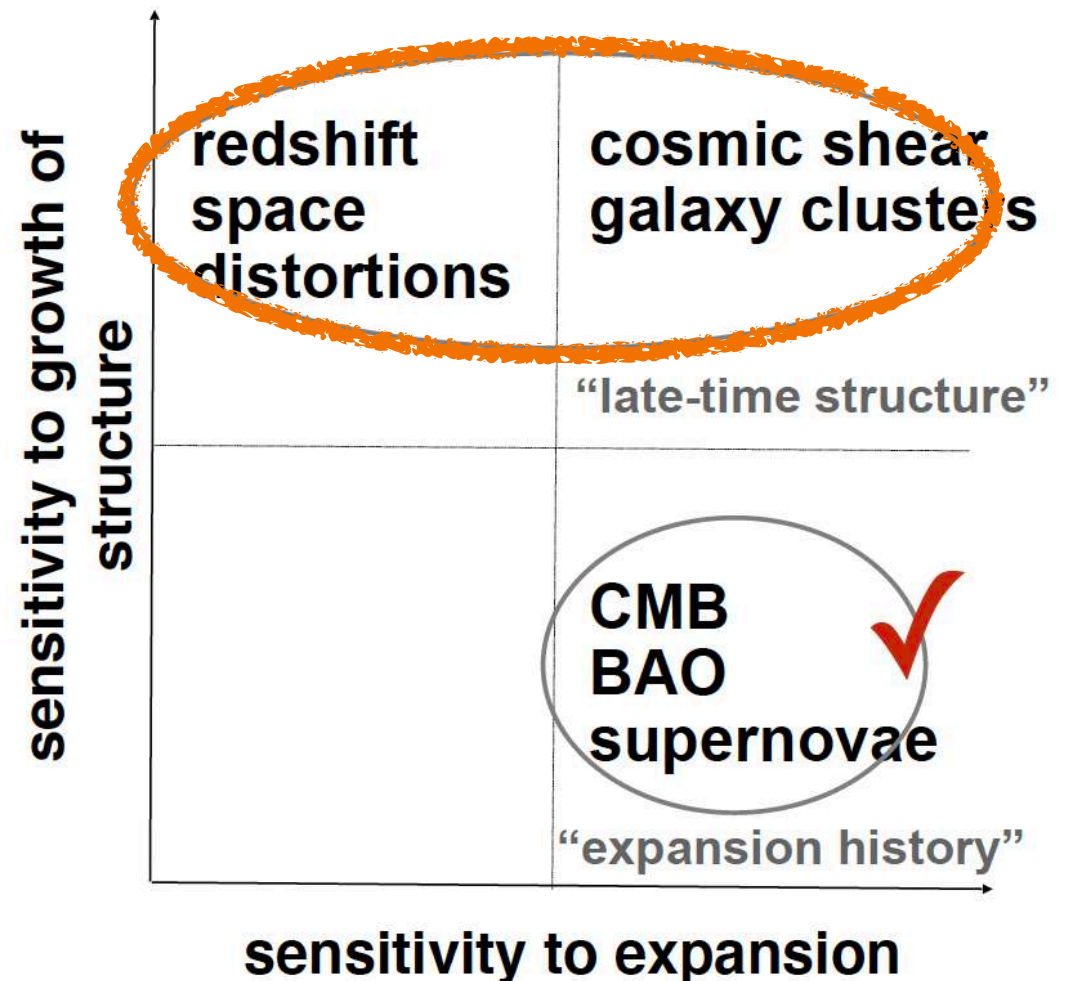 sensitivity to growth of
structure
redshift
space
distortions
cosmic shear
galaxy clusters
“late-time structure”
CMB
BAO
supernovae
“expansion history”
sensitivity to expansion